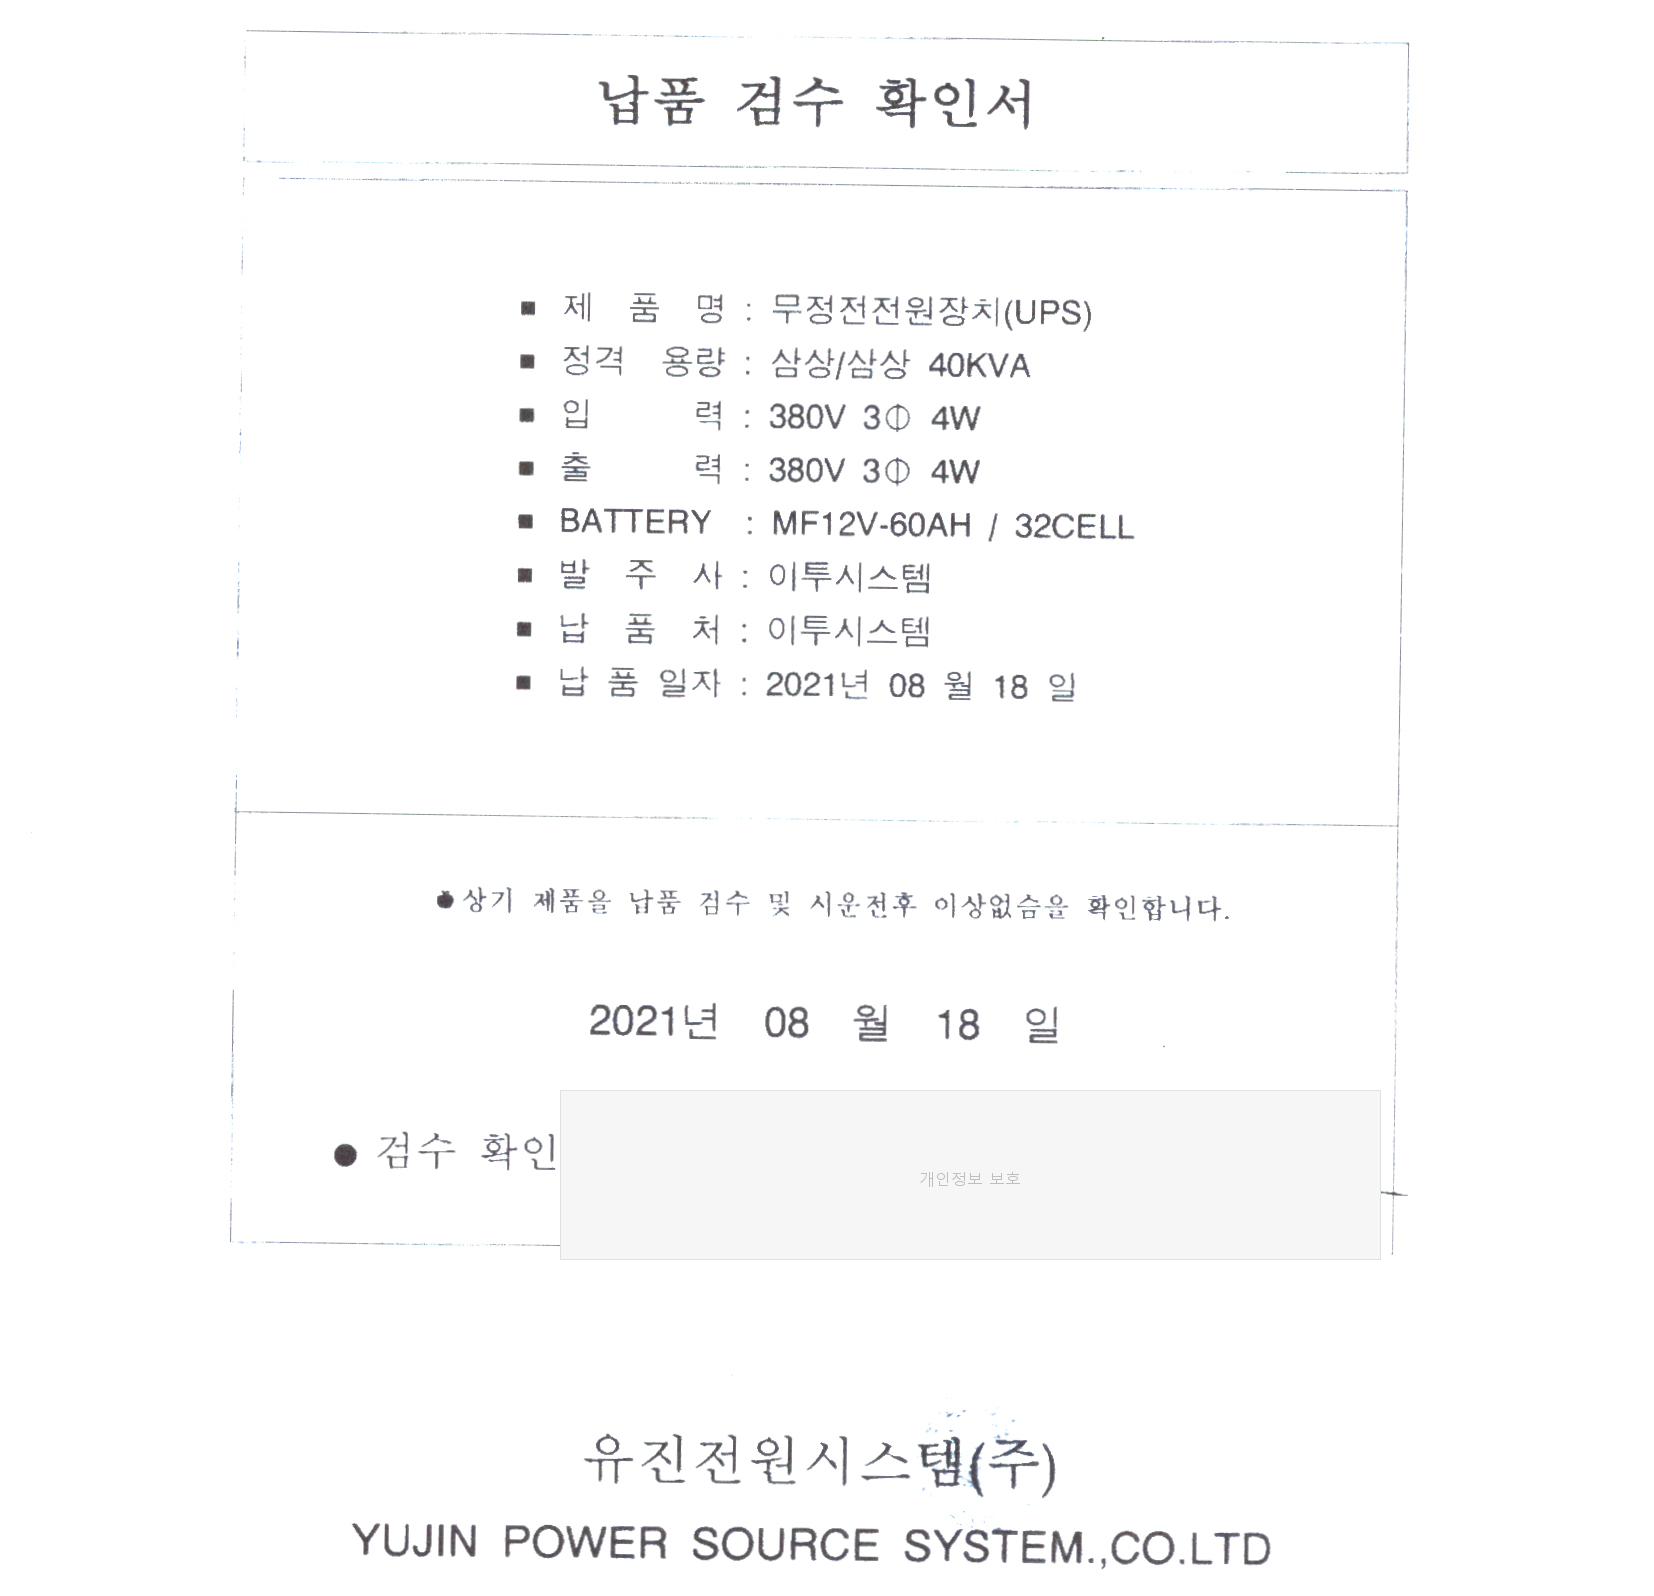 납품 검수 확인서
■ 제 품 명 : 무정전전원장치(UPS)
■ 정격 용량 : 삼상/삼상 40KVA
■ 입 력 : 380V 3Φ 4W
■ 출 력 : 380V 3Φ 4W
■ BATTERY : MF12V-60AH / 32CELL
■ 발 주 사 : 이투시스템
■ 납 품 처 : 이투시스템
■ 납 품 일자 : 2021년 08 월 18 일
● 상기 제품을 납품 검수 및 시운전후 이상없슴을 확인합니다.
2021년 08 월 18 일
● 검수 확인
개인정보 보호
유진전원시스템(주)
YUJIN POWER SOURCE SYSTEM.,CO.LTD